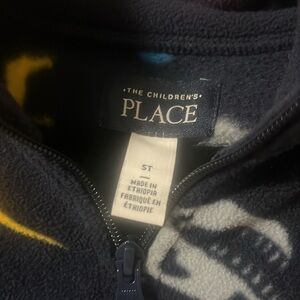 THE CHILDREN'S
PLACE
5T
MADE IN
ETHIOPIA
FABRIQUÉ EN
ÉTHIOPIE